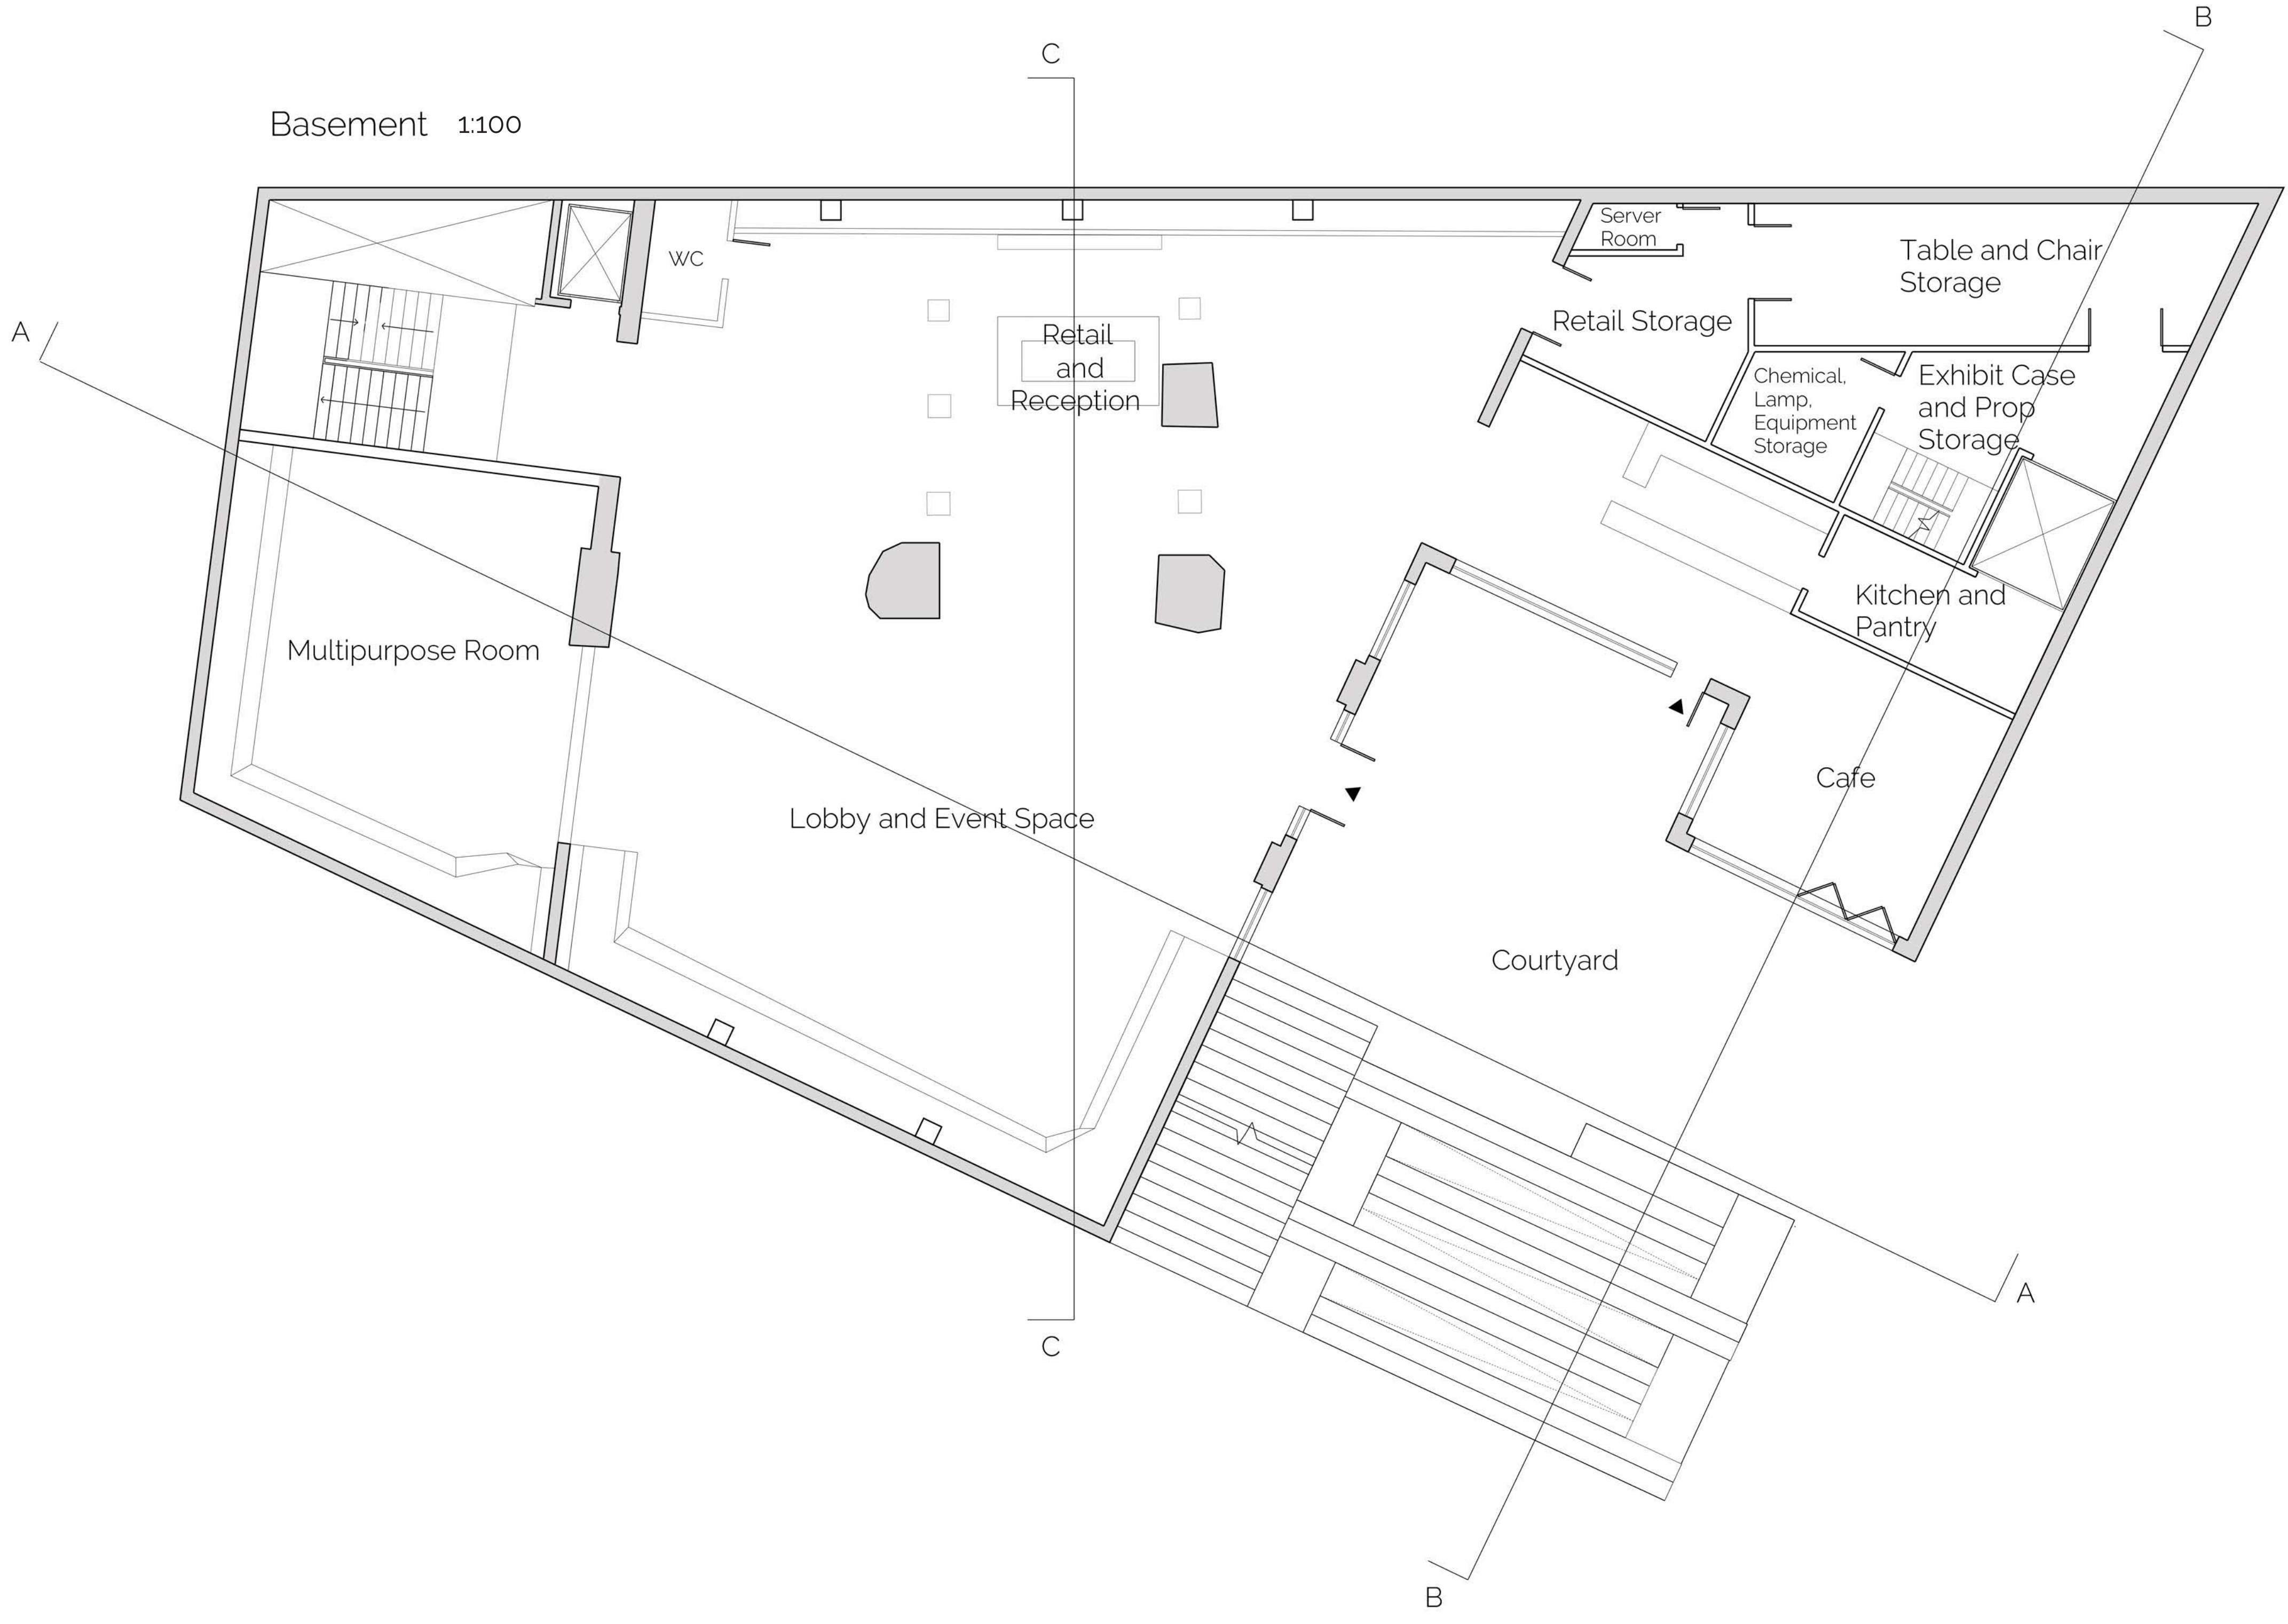 B
C
Basement 1:100
Server
Room
WC
Table and Chair
Storage
A
Retail Storage
Retail
and
Reception
Chemical,
Lamp,
Equipment
Storage
Exhibit Case
and Prop
Storage
Kitchen and
Pantry
Multipurpose Room
Cafe
Lobby and Event Space
Courtyard
A
C
B